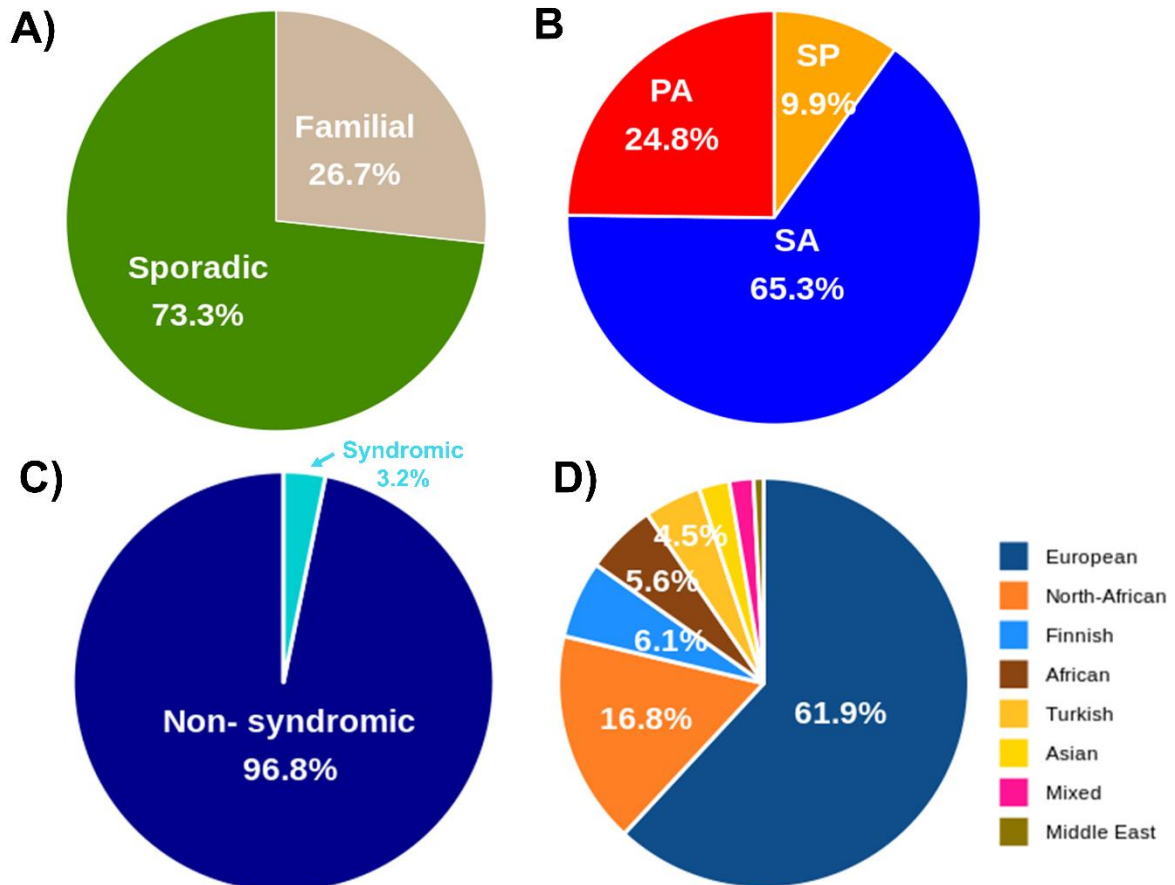 A)
Familial
26.7%
Sporadic
73.3%
B
PA
24.8%
SP
9.9%
SA
65.3%
C)
Syndromic
3.2%
Non- syndromic
96.8%
D)
4.5%
5.6%
6.1%
16.8%
61.9%
European
North-African
Finnish
African
Turkish
Asian
Mixed
Middle East